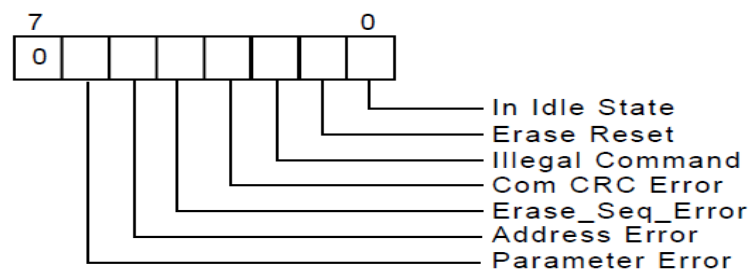 7 0
0
In Idle State
Erase Reset
Illegal Command
Com CRC Error
Erase_Seq_Error
Address Error
Parameter Error